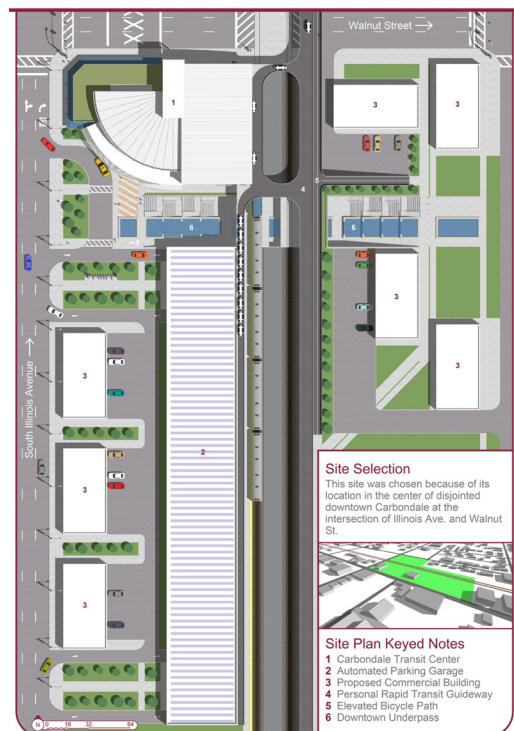 Walnut Street
1
3
3
5
4
6
6
3
3
South Illinois Avenue
3
2
3
3
Site Selection
This site was chosen because of its
location in the center of disjointed
downtown Carbondale at the
intersection of Illinois Ave. and Walnut
St.
Site Plan Keyed Notes
1 Carbondale Transit Center
2 Automated Parking Garage
3 Proposed Commercial Building
4 Personal Rapid Transit Guideway
5 Elevated Bicycle Path
6 Downtown Underpass
N 0 16 32 64